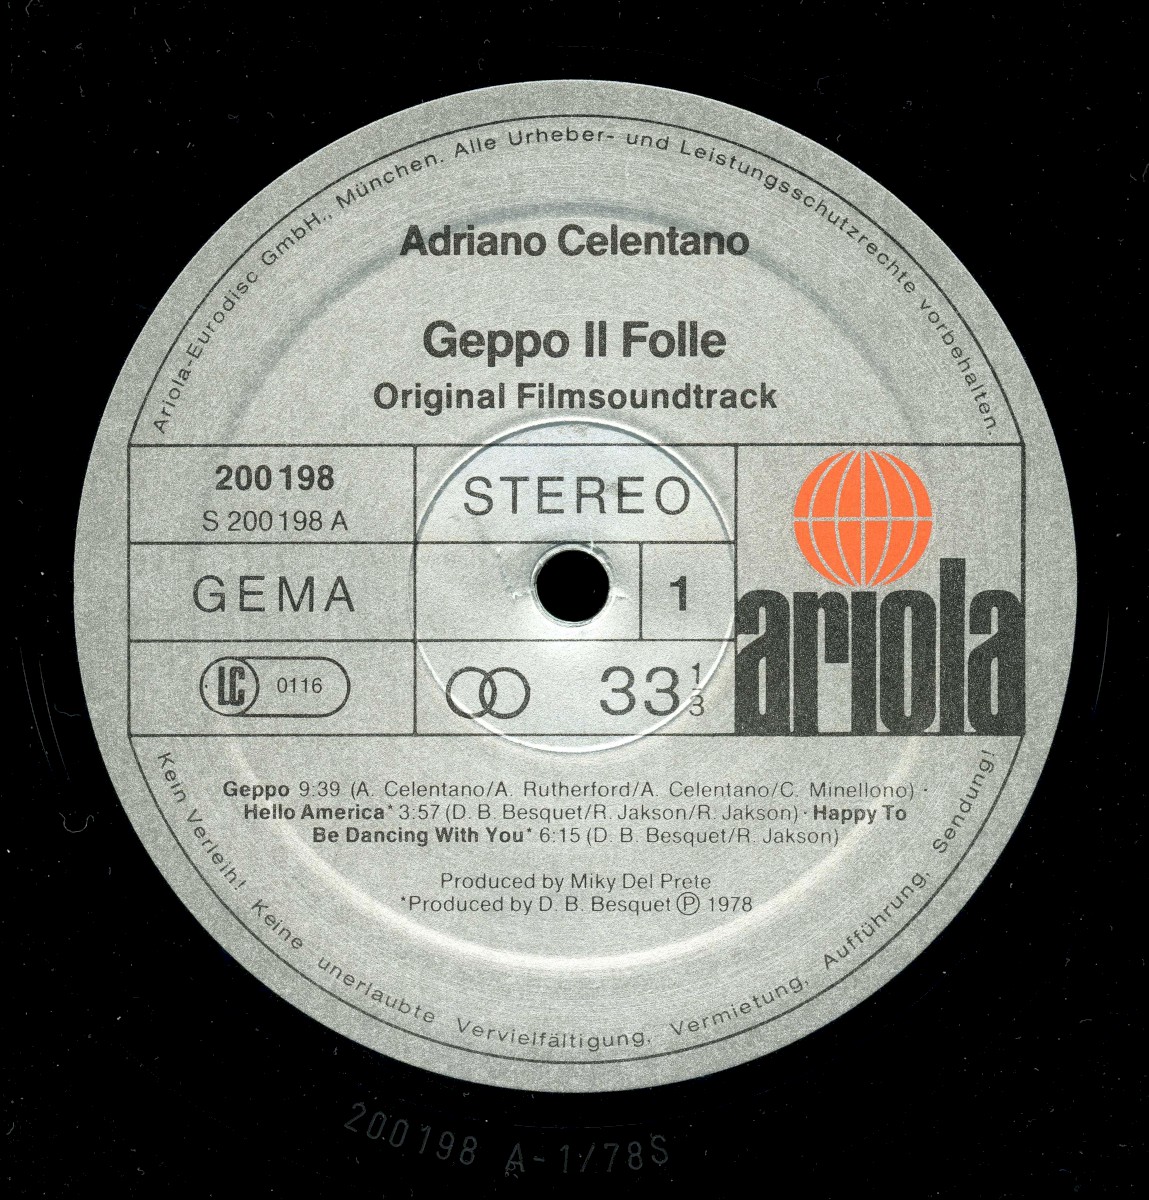 Ariola-Eurodisc GmbH., München. Alle Urheber- und Leistungsschutzrechte vorbehalten.
Adriano Celentano
Geppo Il Folle
Original Filmsoundtrack
200 198
S 200 198 A
STEREO
GEMA
1
LC 0116
33 1/3
ariola
Geppo 9:39 (A. Celentano/A. Rutherford/A. Celentano/C. Minellono) ·
Hello America* 3:57 (D. B. Besquet/R. Jakson/R. Jakson) · Happy To
Be Dancing With You* 6:15 (D. B. Besquet/R. Jakson)
Produced by Miky Del Prete
*Produced by D. B. Besquet Ⓟ 1978
Kein Verleih! Keine unerlaubte Vervielfältigung, Vermietung, Aufführung, Sendung!
200198 A-1/78S